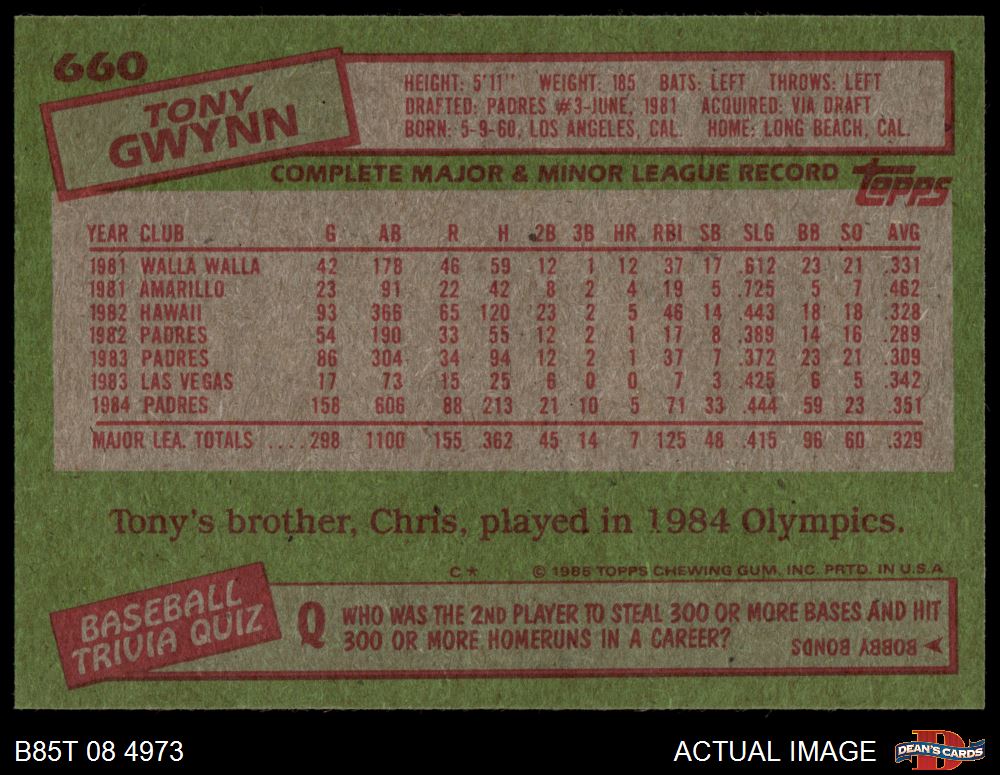 660
TONY
GWYNN
HEIGHT: 5'11" WEIGHT: 185 BATS: LEFT THROWS: LEFT
DRAFTED: PADRES #3-JUNE, 1981 ACQUIRED: VIA DRAFT
BORN: 5-9-60, LOS ANGELES, CAL. HOME: LONG BEACH, CAL.
COMPLETE MAJOR & MINOR LEAGUE RECORD
topps
YEAR CLUB G AB R H 2B 3B HR RBI SB SLG BB SO AVG
1981 WALLA WALLA 42 178 46 59 12 1 12 37 17 .612 23 21 .331
1981 AMARILLO 23 91 22 42 8 2 4 19 5 .725 5 7 .462
1982 HAWAII 93 366 65 120 23 2 5 46 14 .443 18 18 .328
1982 PADRES 54 190 33 55 12 2 1 17 8 .389 14 16 .289
1983 PADRES 86 304 34 94 12 2 1 37 7 .372 23 21 .309
1983 LAS VEGAS 17 73 15 25 6 0 0 7 3 .425 6 5 .342
1984 PADRES 158 606 88 213 21 10 5 71 33 .444 59 23 .351
MAJOR LEA. TOTALS ....298 1100 155 362 45 14 7 125 48 .415 96 60 .329
Tony's brother, Chris, played in 1984 Olympics.
C* © 1985 TOPPS CHEWING GUM, INC. PRTD. IN U.S.A
BASEBALL
TRIVIA QUIZ
Q WHO WAS THE 2ND PLAYER TO STEAL 300 OR MORE BASES AND HIT
300 OR MORE HOMERUNS IN A CAREER?
BOBBY BONDS
B85T 08 4973
ACTUAL IMAGE
D
DEAN'S CARDS